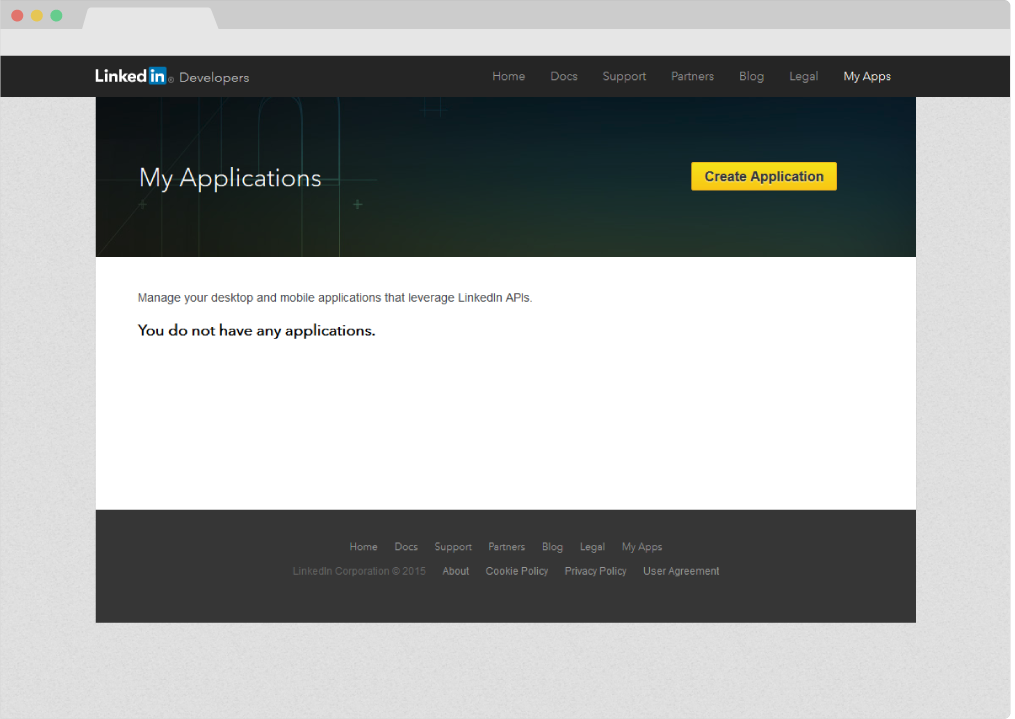 Linked in ® Developers Home Docs Support Partners Blog Legal My Apps
My Applications Create Application
Manage your desktop and mobile applications that leverage LinkedIn APIs.
You do not have any applications.
Home Docs Support Partners Blog Legal My Apps
LinkedIn Corporation © 2015 About Cookie Policy Privacy Policy User Agreement